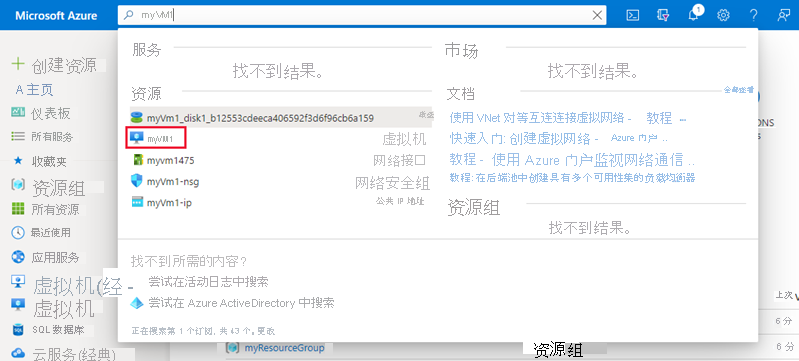 Microsoft Azure
myVM1
1
创建资源
A 主页
仪表板
所有服务
收藏夹
资源组
所有资源
最近使用
应用服务
虚拟机(经 -
虚拟机
SQL 数据库
云服务(经典)
服务
找不到结果。
资源
myVm1_disk1_b12553cdeeca406592f3d6f96cb6a159
myVM1 虚拟机
myvm1475 网络接口
myVm1-nsg 网络安全组
myVm1-ip 公共 IP 地址
市场
找不到结果。
文档
全部查看
使用 VNet 对等互连连接虚拟网络 - 教程 ...
快速入门: 创建虚拟网络 - Azure 门户 ..
教程 - 使用 Azure 门户监视网络通信 ..
教程: 在后端池中创建具有多个可用性集的负载均衡器
资源组
找不到结果。
找不到所需的内容?
尝试在活动日志中搜索
尝试在 Azure ActiveDirectory 中搜索
正在搜索第 1 个订阅, 共 43 个。更改
ONS
上次 V
6 分
6 分
myResourceGroup
资源组